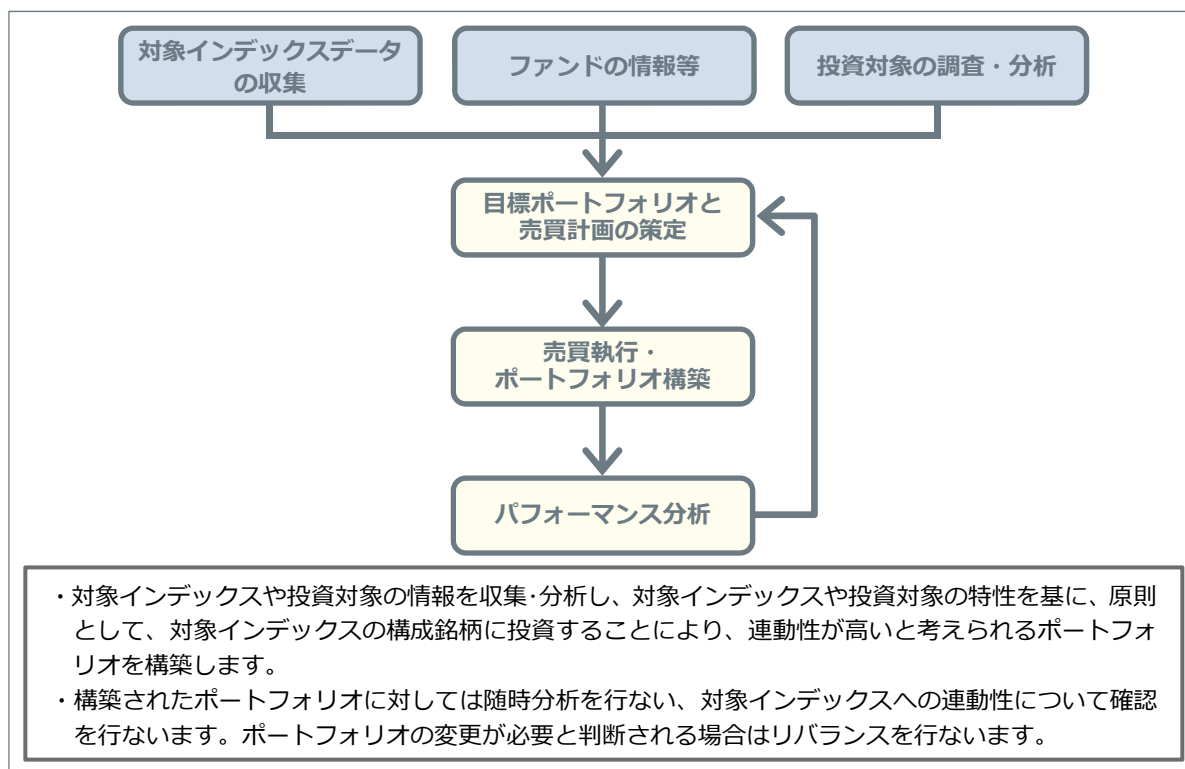 対象インデックスデータ
の収集
ファンドの情報等
投資対象の調査・分析
目標ポートフォリオと
売買計画の策定
売買執行・
ポートフォリオ構築
パフォーマンス分析
・対象インデックスや投資対象の情報を収集･分析し、対象インデックスや投資対象の特性を基に、原則
として、対象インデックスの構成銘柄に投資することにより、連動性が高いと考えられるポートフォ
リオを構築します。
・構築されたポートフォリオに対しては随時分析を行ない、対象インデックスへの連動性について確認
を行ないます。ポートフォリオの変更が必要と判断される場合はリバランスを行ないます。